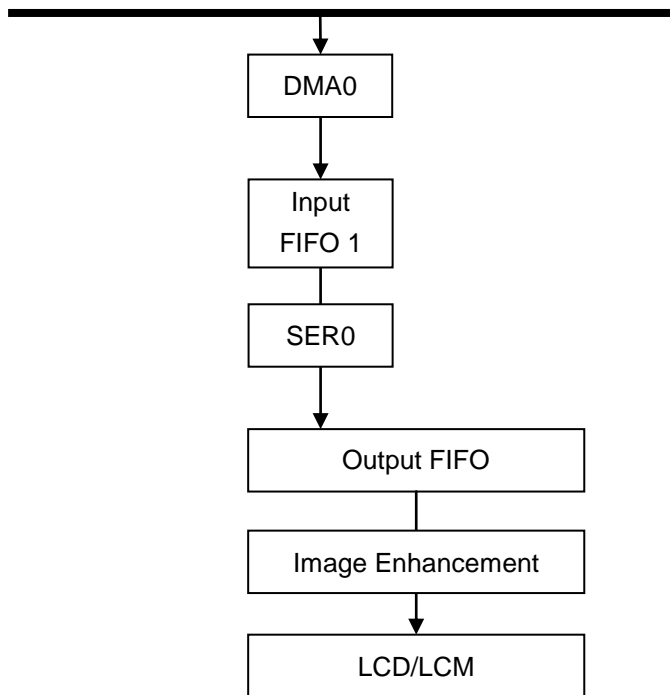 DMA0
Input
FIFO 1
SER0
Output FIFO
Image Enhancement
LCD/LCM